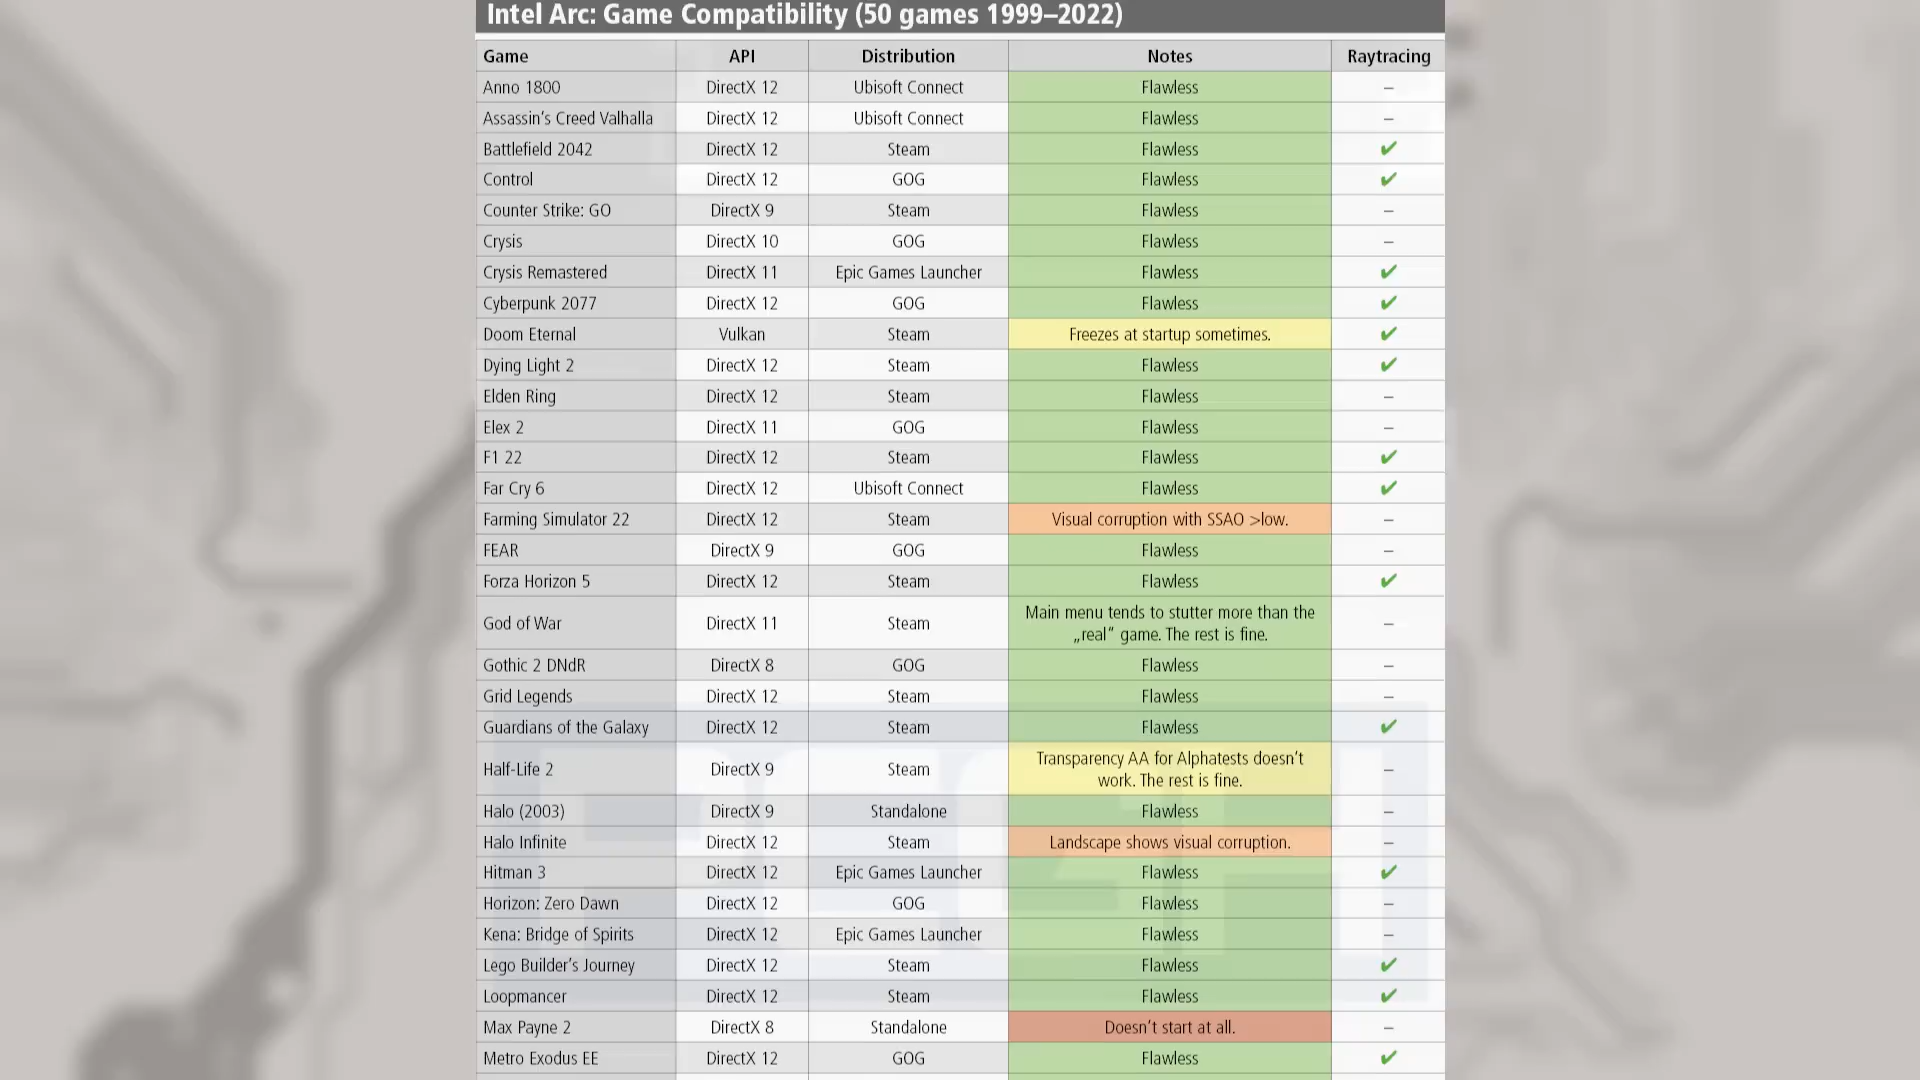 Intel Arc: Game Compatibility (50 games 1999–2022)
Game API Distribution Notes Raytracing
Anno 1800 DirectX 12 Ubisoft Connect Flawless –
Assassin’s Creed Valhalla DirectX 12 Ubisoft Connect Flawless –
Battlefield 2042 DirectX 12 Steam Flawless ✔
Control DirectX 12 GOG Flawless ✔
Counter Strike: GO DirectX 9 Steam Flawless –
Crysis DirectX 10 GOG Flawless –
Crysis Remastered DirectX 11 Epic Games Launcher Flawless ✔
Cyberpunk 2077 DirectX 12 GOG Flawless ✔
Doom Eternal Vulkan Steam Freezes at startup sometimes. ✔
Dying Light 2 DirectX 12 Steam Flawless ✔
Elden Ring DirectX 12 Steam Flawless –
Elex 2 DirectX 11 GOG Flawless –
F1 22 DirectX 12 Steam Flawless ✔
Far Cry 6 DirectX 12 Ubisoft Connect Flawless ✔
Farming Simulator 22 DirectX 12 Steam Visual corruption with SSAO >low. –
FEAR DirectX 9 GOG Flawless –
Forza Horizon 5 DirectX 12 Steam Flawless ✔
God of War DirectX 11 Steam Main menu tends to stutter more than the
„real“ game. The rest is fine. –
Gothic 2 DNdR DirectX 8 GOG Flawless –
Grid Legends DirectX 12 Steam Flawless –
Guardians of the Galaxy DirectX 12 Steam Flawless ✔
Half-Life 2 DirectX 9 Steam Transparency AA for Alphatests doesn’t
work. The rest is fine. –
Halo (2003) DirectX 9 Standalone Flawless –
Halo Infinite DirectX 12 Steam Landscape shows visual corruption. –
Hitman 3 DirectX 12 Epic Games Launcher Flawless ✔
Horizon: Zero Dawn DirectX 12 GOG Flawless –
Kena: Bridge of Spirits DirectX 12 Epic Games Launcher Flawless –
Lego Builder’s Journey DirectX 12 Steam Flawless ✔
Loopmancer DirectX 12 Steam Flawless ✔
Max Payne 2 DirectX 8 Standalone Doesn’t start at all. –
Metro Exodus EE DirectX 12 GOG Flawless ✔